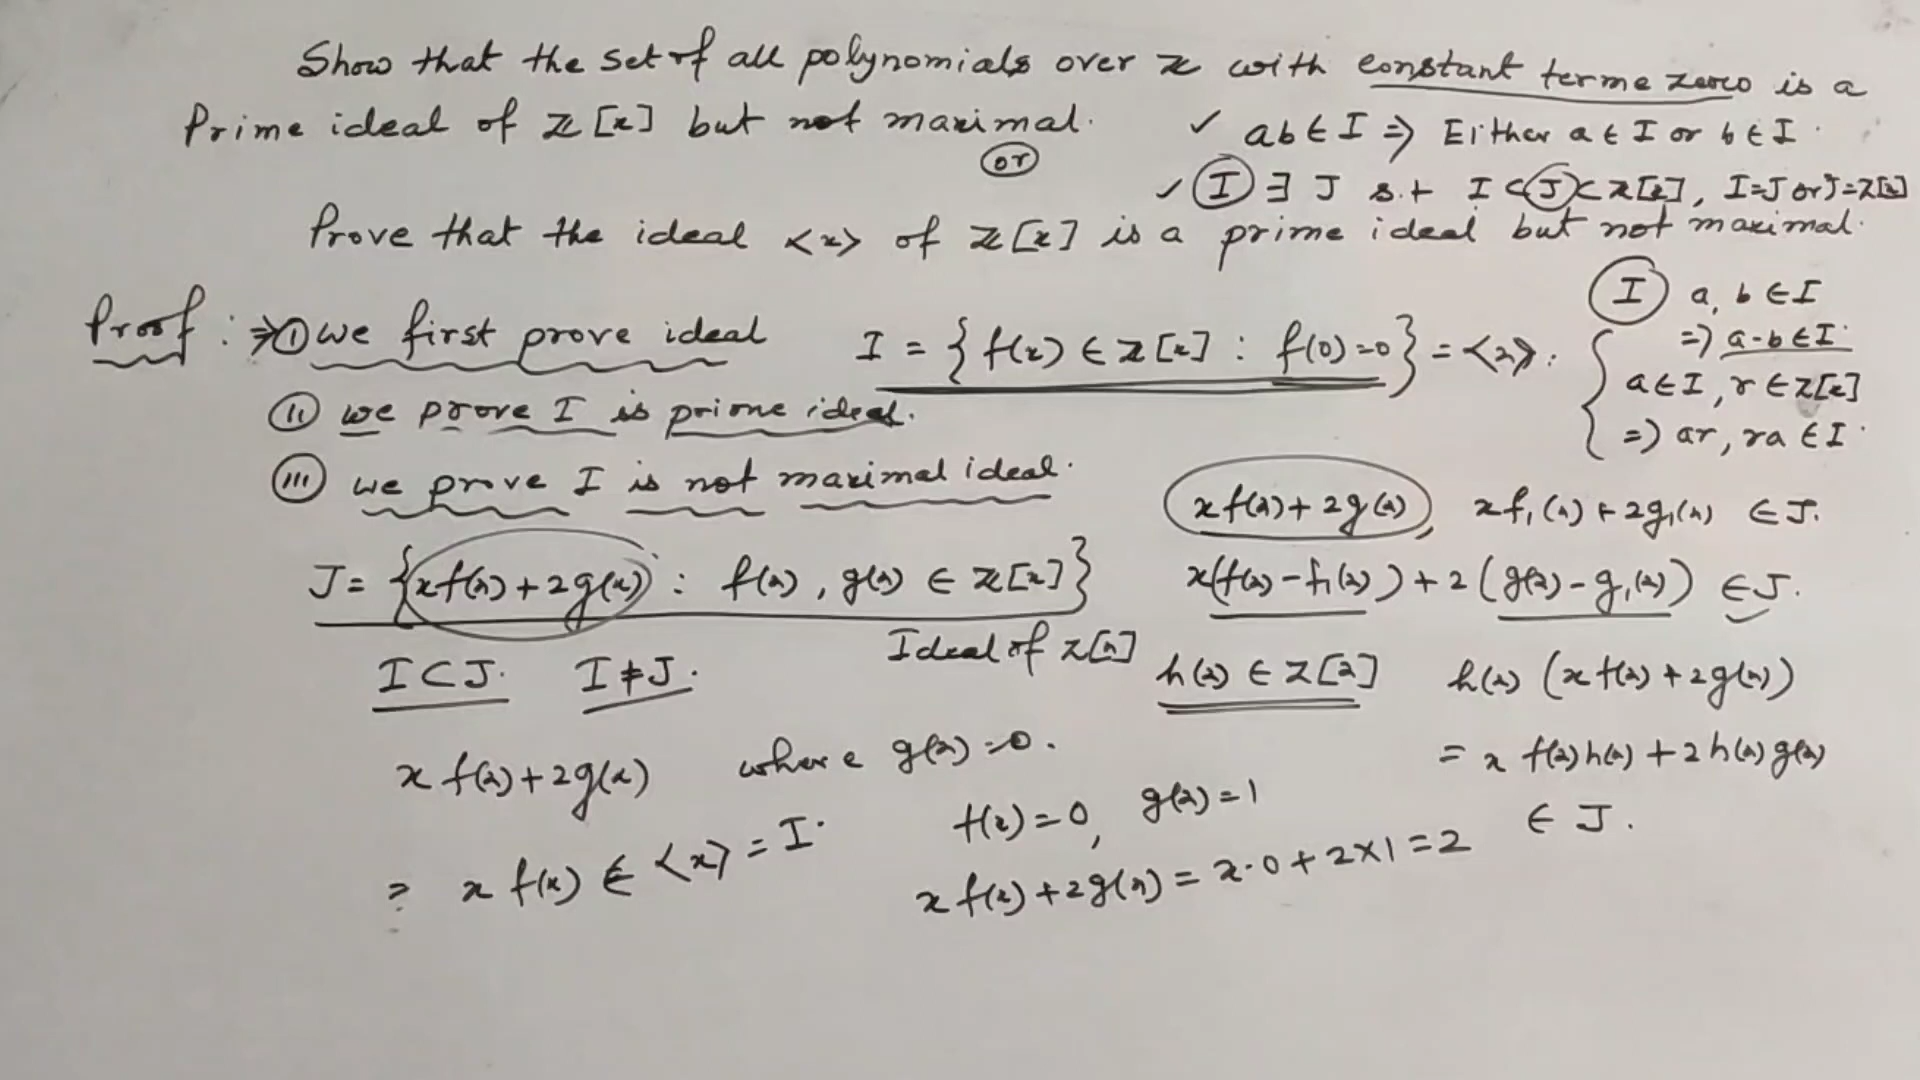 Show that the set of all polynomials over ℤ with constant terme zero is a
Prime ideal of ℤ[x] but not maximal.
✓ ab ∈ I ⇒ Either a ∈ I or b ∈ I.
(or)
✓ I ∃ J s.t I ⊂ J ⊂ ℤ[x], I=J or J=ℤ[x]
Prove that the ideal <x> of ℤ[x] is a prime ideal but not maximal.
Proof : ⇒ (i) we first prove ideal I = { f(x) ∈ ℤ[x] : f(0)=0 } = <x>.
I a, b ∈ I
⇒ a-b ∈ I.
a ∈ I, r ∈ ℤ[x]
⇒ ar, ra ∈ I.
(ii) we prove I is prime ideal.
(iii) we prove I is not maximal ideal.
J = { xf(x) + 2g(x) : f(x), g(x) ∈ ℤ[x] }
Ideal of ℤ[x]
I ⊂ J. I ≠ J.
x f(x) + 2g(x) where g(x) = 0.
= x f(x) ∈ <x> = I.
f(x) = 0, g(x) = 1
x f(x) + 2g(x) = x·0 + 2×1 = 2
xf(x) + 2g(x), xf₁(x) + 2g₁(x) ∈ J.
x(f(x) - f₁(x)) + 2(g(x) - g₁(x)) ∈ J.
h(x) ∈ ℤ[x] h(x) (x f(x) + 2g(x))
= x f(x)h(x) + 2h(x)g(x)
∈ J.